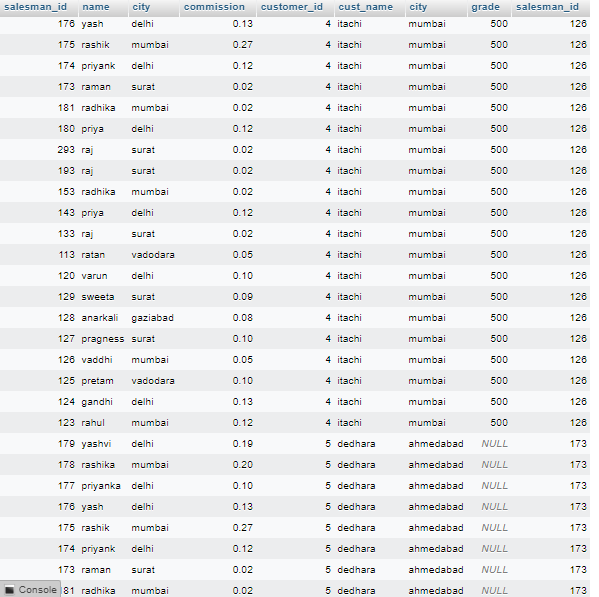 salesman_id name city commission customer_id cust_name city grade salesman_id
176 yash delhi 0.13 4 itachi mumbai 500 126
175 rashik mumbai 0.27 4 itachi mumbai 500 126
174 priyank delhi 0.12 4 itachi mumbai 500 126
173 raman surat 0.02 4 itachi mumbai 500 126
181 radhika mumbai 0.02 4 itachi mumbai 500 126
180 priya delhi 0.12 4 itachi mumbai 500 126
293 raj surat 0.02 4 itachi mumbai 500 126
193 raj surat 0.02 4 itachi mumbai 500 126
153 radhika mumbai 0.02 4 itachi mumbai 500 126
143 priya delhi 0.12 4 itachi mumbai 500 126
133 raj surat 0.02 4 itachi mumbai 500 126
113 ratan vadodara 0.05 4 itachi mumbai 500 126
120 varun delhi 0.10 4 itachi mumbai 500 126
129 sweeta surat 0.09 4 itachi mumbai 500 126
128 anarkali gaziabad 0.08 4 itachi mumbai 500 126
127 pragness surat 0.10 4 itachi mumbai 500 126
126 vaddhi mumbai 0.05 4 itachi mumbai 500 126
125 pretam vadodara 0.10 4 itachi mumbai 500 126
124 gandhi delhi 0.13 4 itachi mumbai 500 126
123 rahul mumbai 0.12 4 itachi mumbai 500 126
179 yashvi delhi 0.19 5 dedhara ahmedabad NULL 173
178 rashika mumbai 0.20 5 dedhara ahmedabad NULL 173
177 priyanka delhi 0.10 5 dedhara ahmedabad NULL 173
176 yash delhi 0.13 5 dedhara ahmedabad NULL 173
175 rashik mumbai 0.27 5 dedhara ahmedabad NULL 173
174 priyank delhi 0.12 5 dedhara ahmedabad NULL 173
173 raman surat 0.02 5 dedhara ahmedabad NULL 173
Console 81 radhika mumbai 0.02 5 dedhara ahmedabad NULL 173